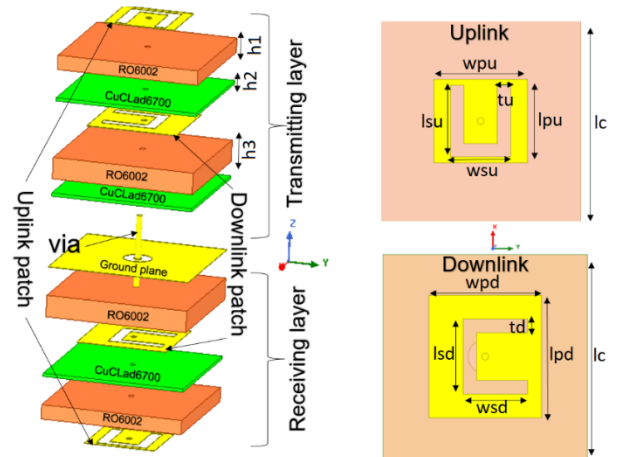 RO6002
h1
CuCLad6700
h2
RO6002
h3
CuCLad6700
Transmitting layer
Uplink patch
Downlink patch
via
Ground plane
Z
Y
RO6002
CuCLad6700
RO6002
Receiving layer
Uplink
wpu
tu
lsu
lpu
wsu
lc
X
Y
Downlink
wpd
td
lsd
lpd
wsd
lc